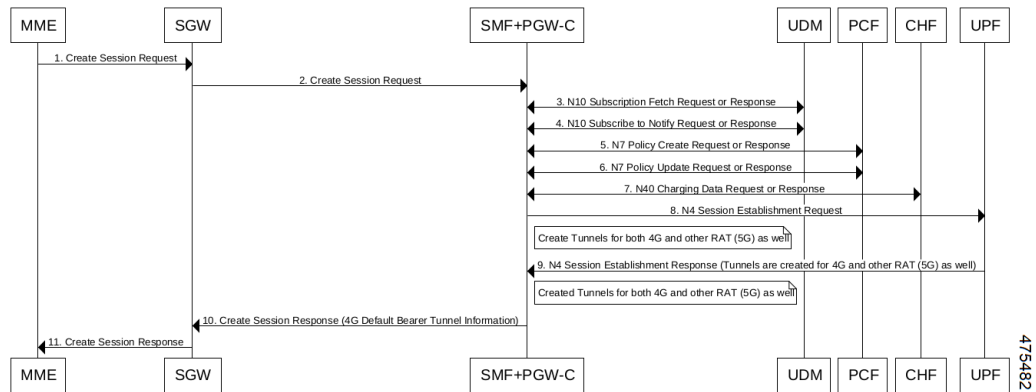 MME SGW SMF+PGW-C UDM PCF CHF UPF
1. Create Session Request
2. Create Session Request
3. N10 Subscription Fetch Request or Response
4. N10 Subscribe to Notify Request or Response
5. N7 Policy Create Request or Response
6. N7 Policy Update Request or Response
7. N40 Charging Data Request or Response
8. N4 Session Establishment Request
Create Tunnels for both 4G and other RAT (5G) as well
9. N4 Session Establishment Response (Tunnels are created for 4G and other RAT (5G) as well)
Created Tunnels for both 4G and other RAT (5G) as well
10. Create Session Response (4G Default Bearer Tunnel Information)
11. Create Session Response
MME SGW SMF+PGW-C UDM PCF CHF UPF
475482